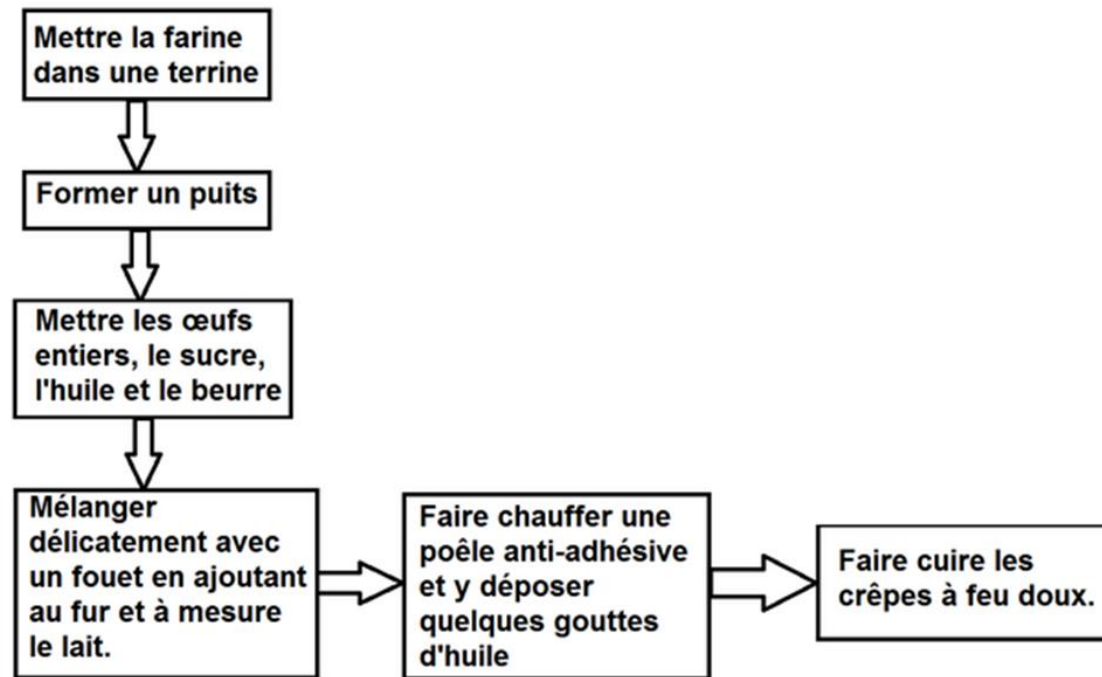 Mettre la farine
dans une terrine
Former un puits
Mettre les œufs
entiers, le sucre,
l'huile et le beurre
Mélanger
délicatement avec
un fouet en ajoutant
au fur et à mesure
le lait.
Faire chauffer une
poêle anti-adhésive
et y déposer
quelques gouttes
d'huile
Faire cuire les
crêpes à feu doux.